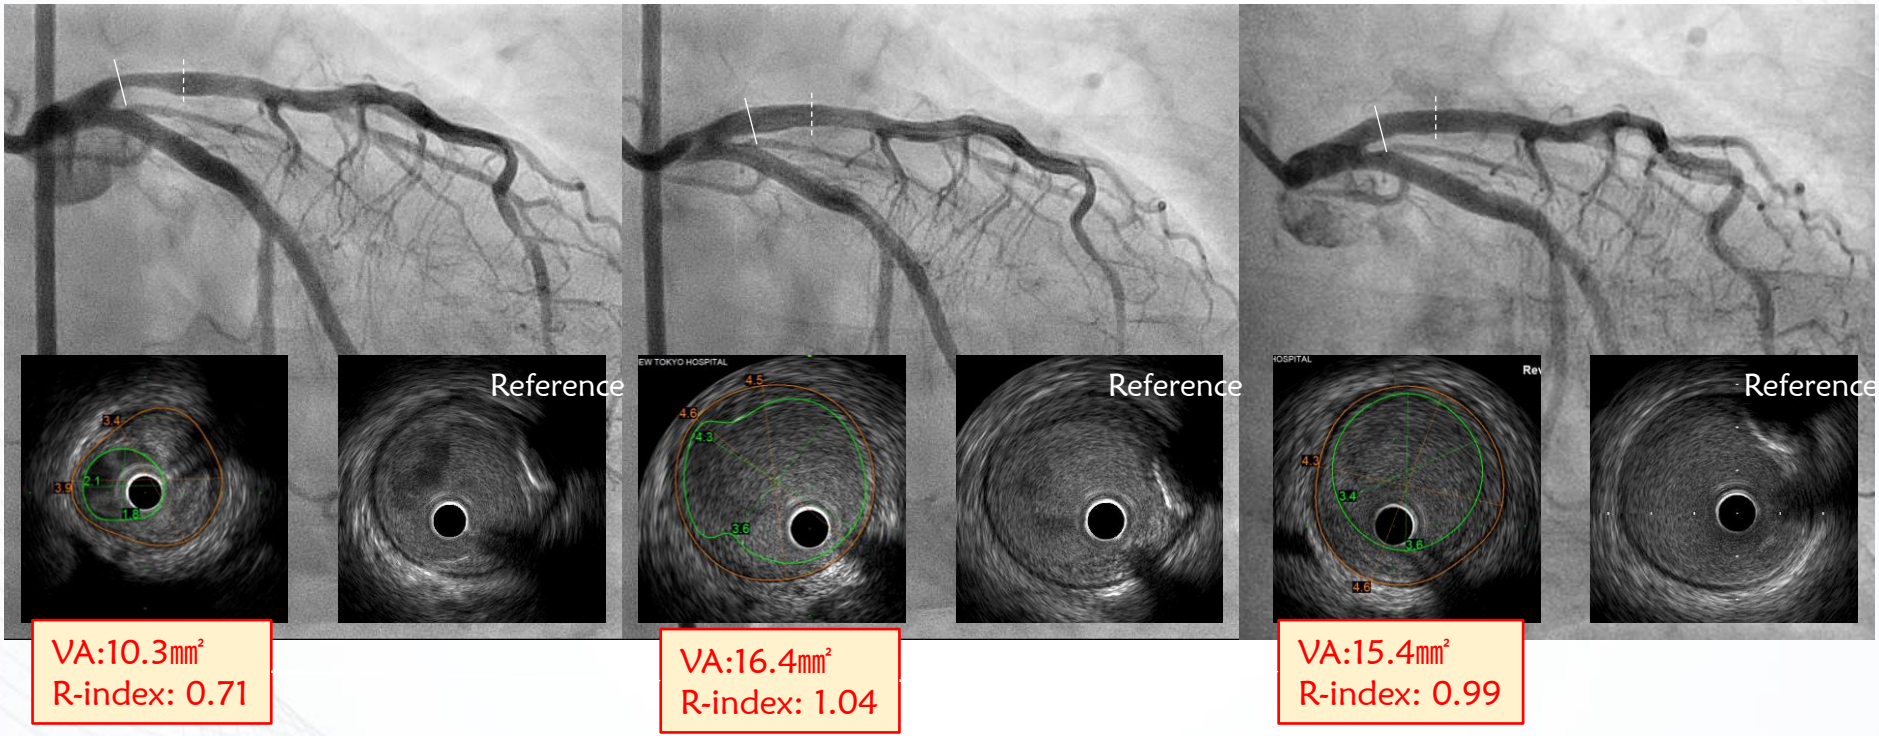 3.4
3.9
2.1
1.8
Reference
EW TOKYO HOSPITAL
4.5
4.6
4.3
3.6
Reference
HOSPITAL
Rev
4.3
3.4
3.6
4.6
Reference
VA:10.3㎟
R-index: 0.71
VA:16.4㎟
R-index: 1.04
VA:15.4㎟
R-index: 0.99